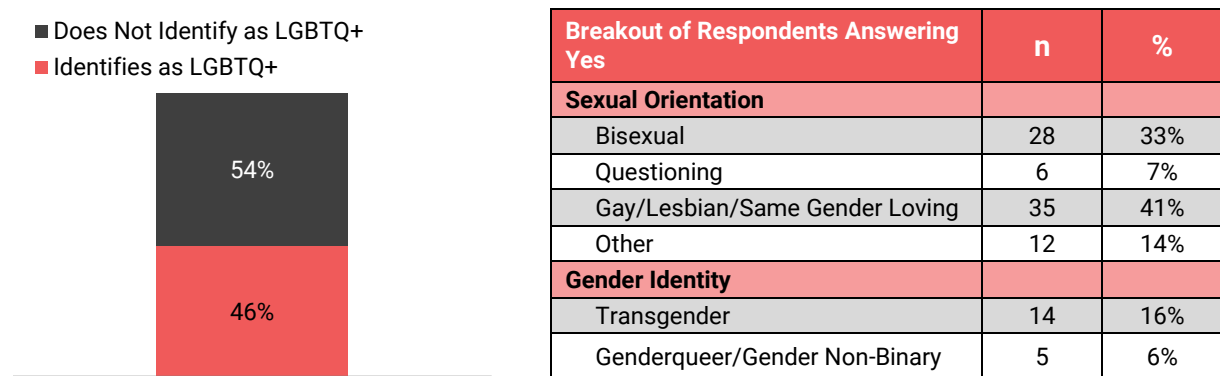 Does Not Identify as LGBTQ+
Identifies as LGBTQ+
54%
46%
Breakout of Respondents Answering Yes n %
Sexual Orientation
Bisexual 28 33%
Questioning 6 7%
Gay/Lesbian/Same Gender Loving 35 41%
Other 12 14%
Gender Identity
Transgender 14 16%
Genderqueer/Gender Non-Binary 5 6%